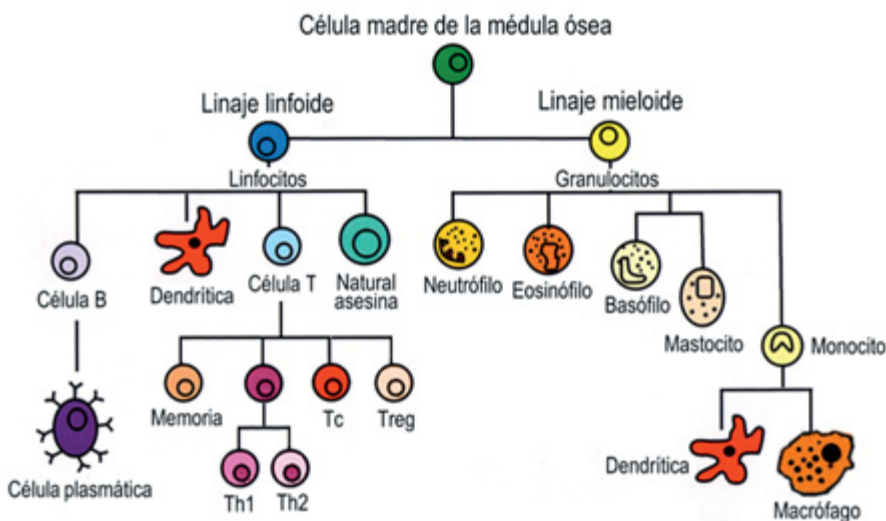 Célula madre de la médula ósea
Linaje linfoide
Linaje mieloide
Linfocitos
Granulocitos
Célula B
Dendrítica
Célula T
Natural
asesina
Neutrófilo
Eosinófilo
Basófilo
Mastocito
Monocito
Memoria
Tc
Treg
Célula plasmática
Th1
Th2
Dendrítica
Macrófago